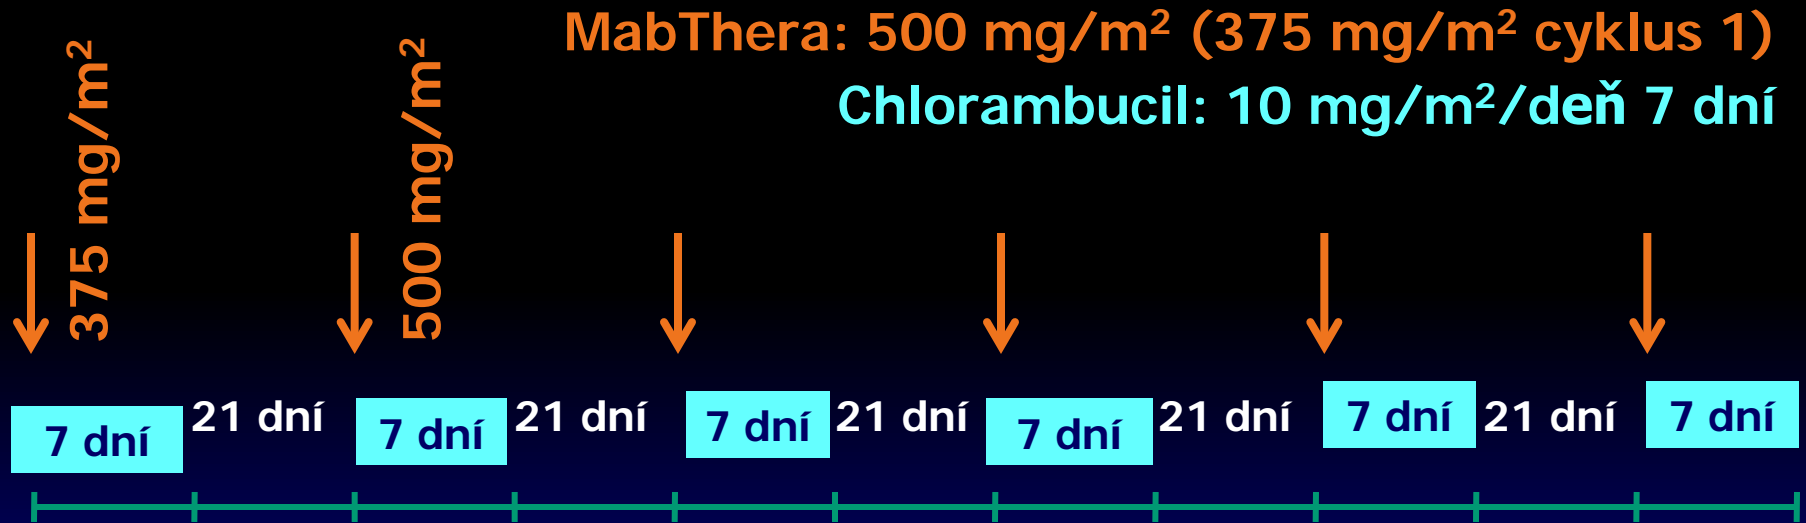 MabThera: 500 mg/m² (375 mg/m² cyklus 1)
Chlorambucil: 10 mg/m²/deň 7 dní
375 mg/m²
500 mg/m²
7 dní 21 dní 7 dní 21 dní 7 dní 21 dní 7 dní 21 dní 7 dní 21 dní 7 dní